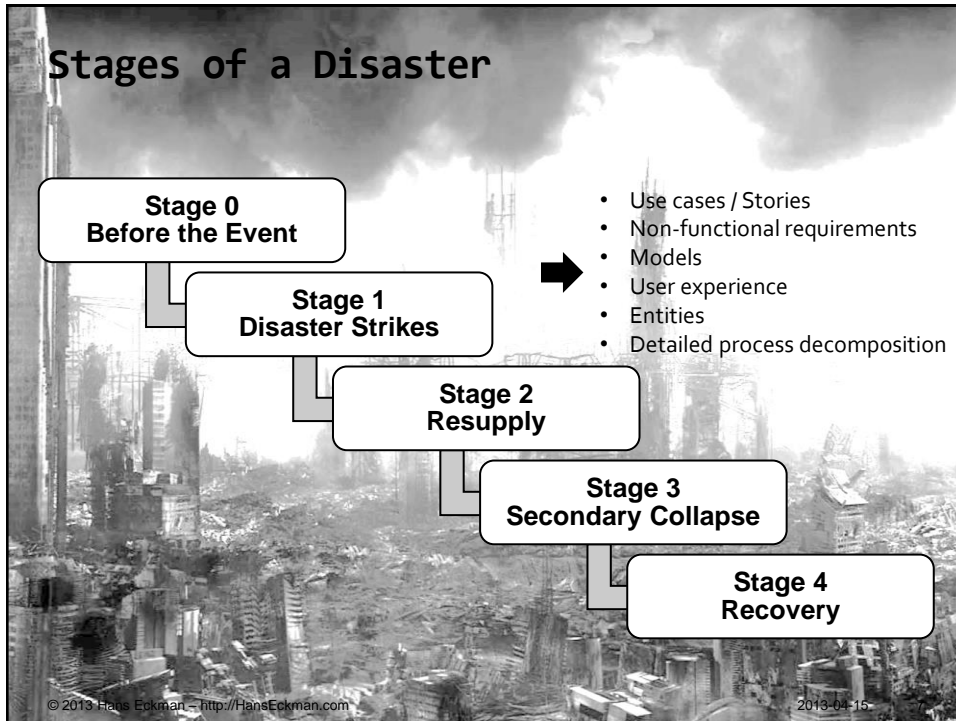 Stages of a Disaster
Stage 0
Before the Event
Stage 1
Disaster Strikes
Stage 2
Resupply
Stage 3
Secondary Collapse
Stage 4
Recovery
• Use cases / Stories
• Non-functional requirements
• Models
• User experience
• Entities
• Detailed process decomposition
© 2013 Hans Eckman – http://HansEckman.com
2013-04-15
7